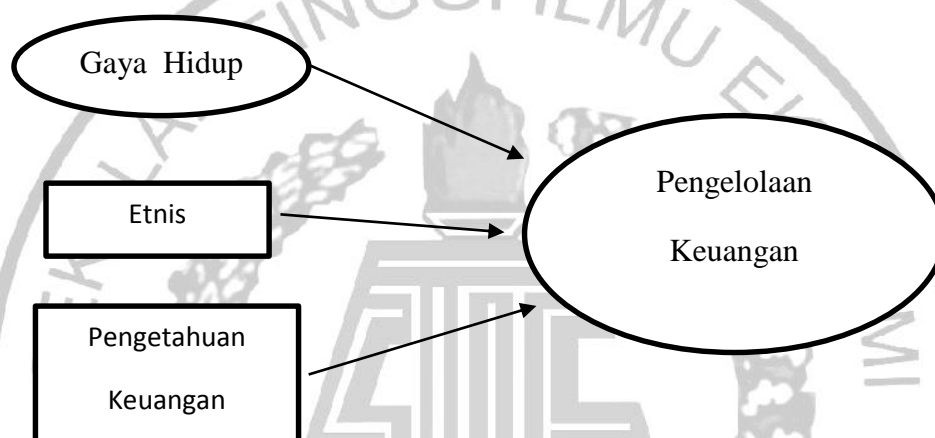 Gaya Hidup
Etnis
Pengetahuan
Keuangan
Pengelolaan
Keuangan